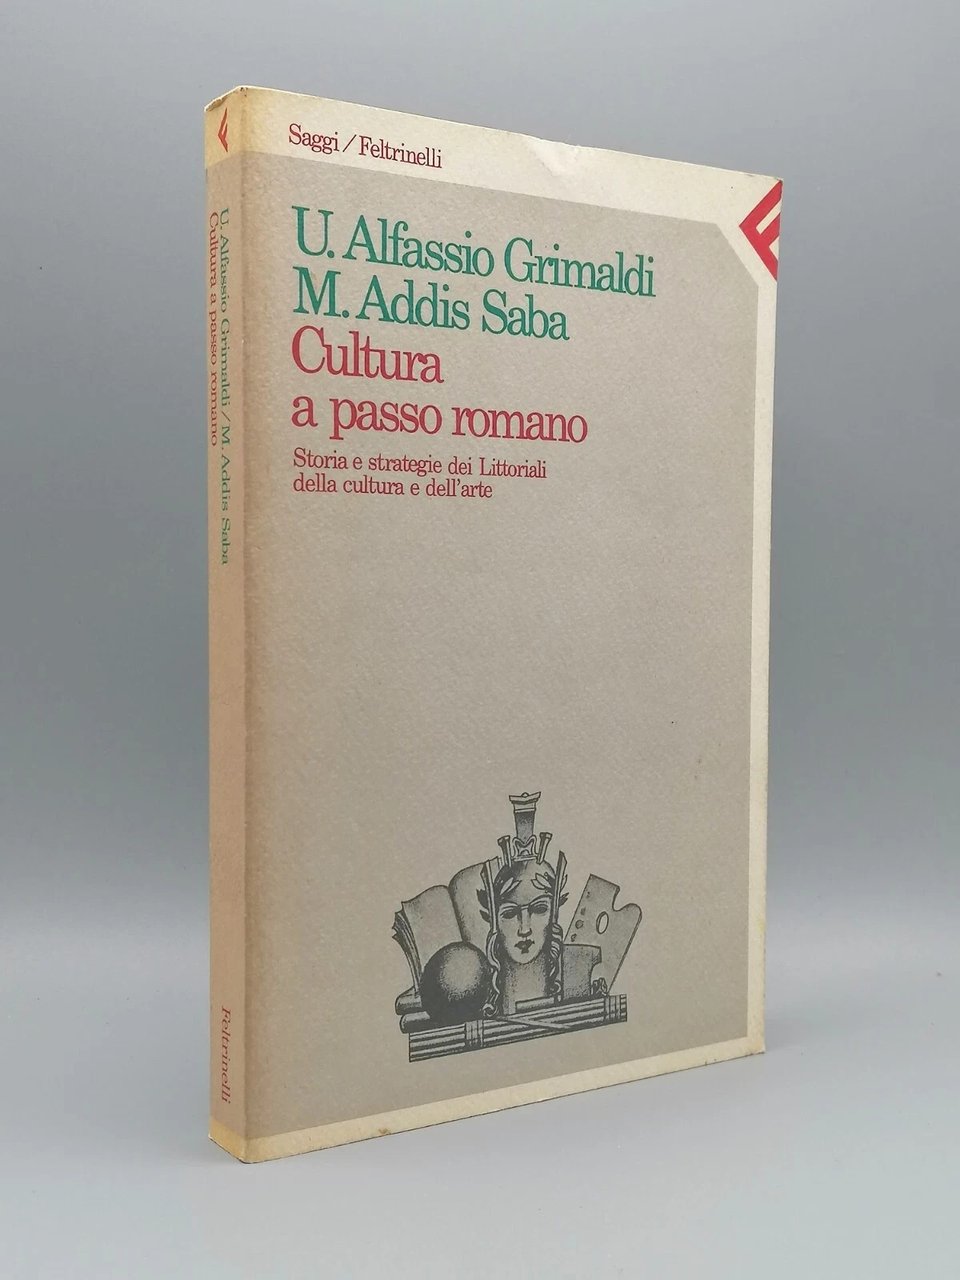 Saggi/Feltrinelli
U. Alfassio Grimaldi
M. Addis Saba
Cultura
a passo romano
Storia e strategie dei Littoriali
della cultura e dell'arte
U. Alfassio Grimaldi / M. Addis Saba
Cultura a passo romano
Feltrinelli